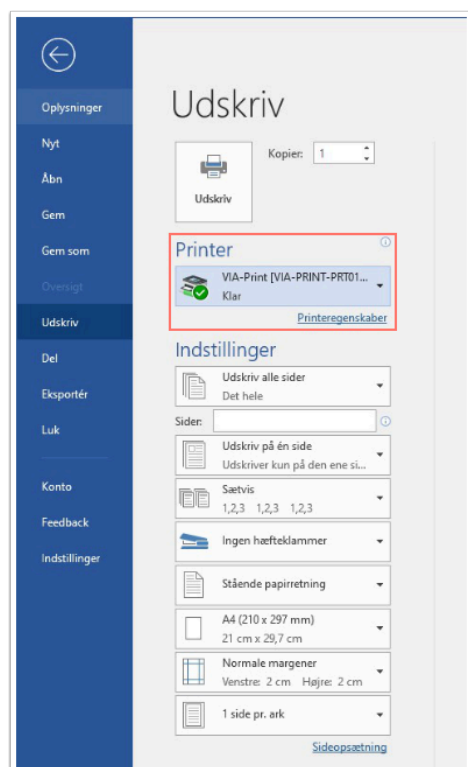 Oplysninger
Nyt
Åbn
Gem
Gem som
Oversigt
Udskriv
Del
Eksportér
Luk
Konto
Feedback
Indstillinger
Udskriv
Kopier: 1
Udskriv
Printer
VIA-Print [VIA-PRINT-PRT01...
Klar
Printeregenskaber
Indstillinger
Udskriv alle sider
Det hele
Sider:
Udskriv på én side
Udskriver kun på den ene si...
Sætvis
1,2,3 1,2,3 1,2,3
Ingen hæfteklammer
Stående papirretning
A4 (210 x 297 mm)
21 cm x 29,7 cm
Normale margener
Venstre: 2 cm Højre: 2 cm
1 side pr. ark
Sideopsætning